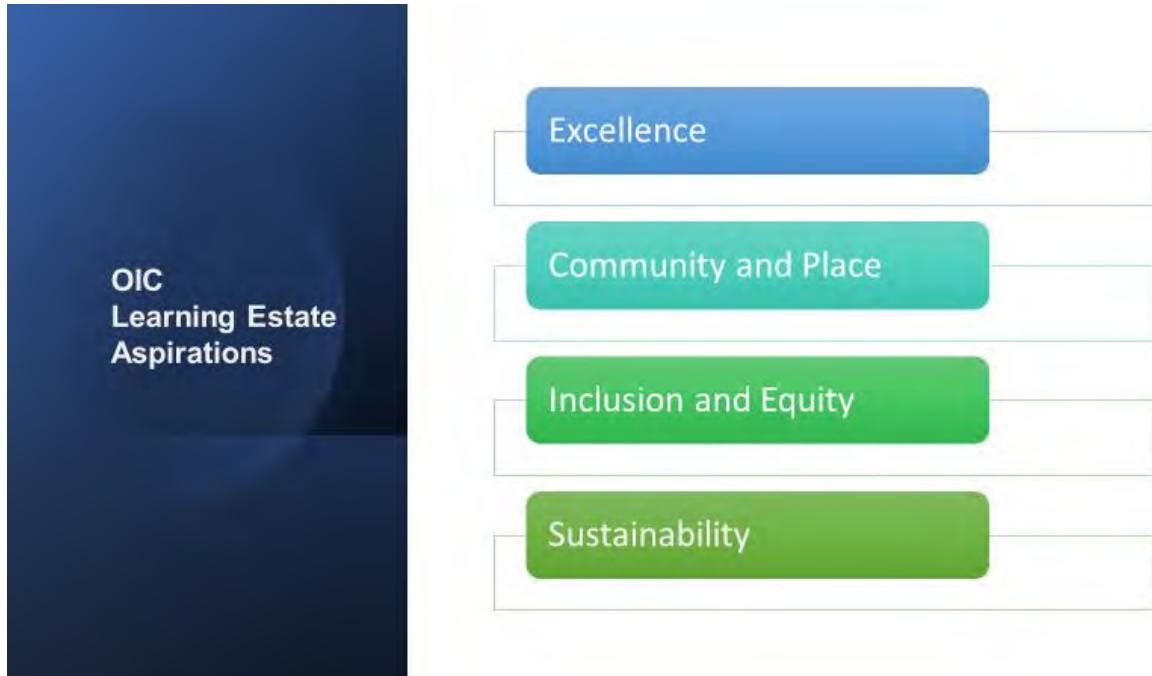 OIC
Learning Estate
Aspirations
Excellence
Community and Place
Inclusion and Equity
Sustainability